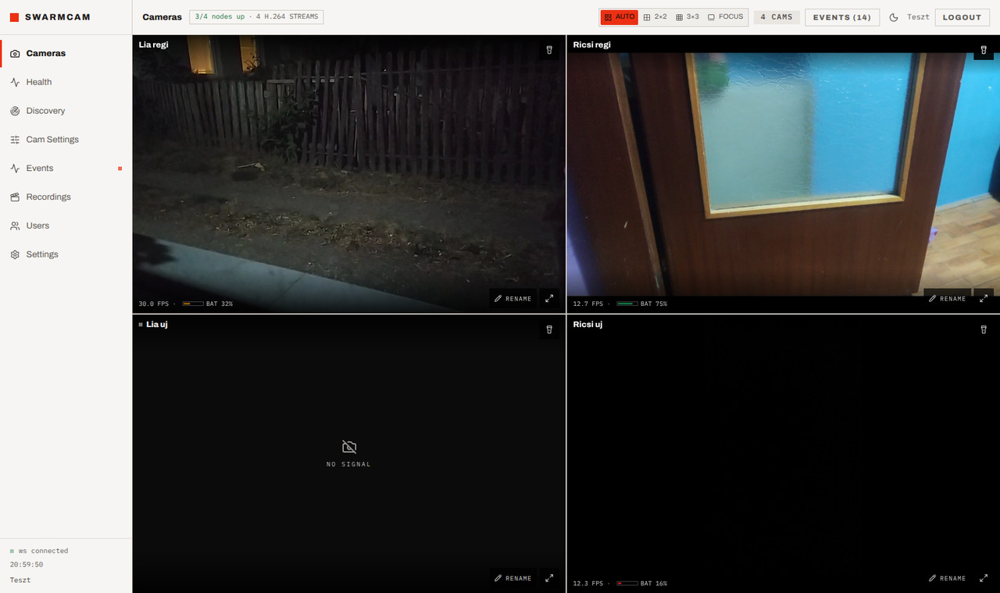 SWARMCAM
Cameras
3/4 nodes up · 4 H.264 STREAMS
AUTO
2×2
3×3
FOCUS
4 CAMS
EVENTS (14)
Teszt
LOGOUT
Cameras
Health
Discovery
Cam Settings
Events
Recordings
Users
Settings
ws connected
20:59:50
Teszt
Lia regi
30.0 FPS · BAT 32%
RENAME
Ricsi regi
12.7 FPS · BAT 75%
RENAME
Lia uj
NO SIGNAL
RENAME
Ricsi uj
12.3 FPS · BAT 16%
RENAME